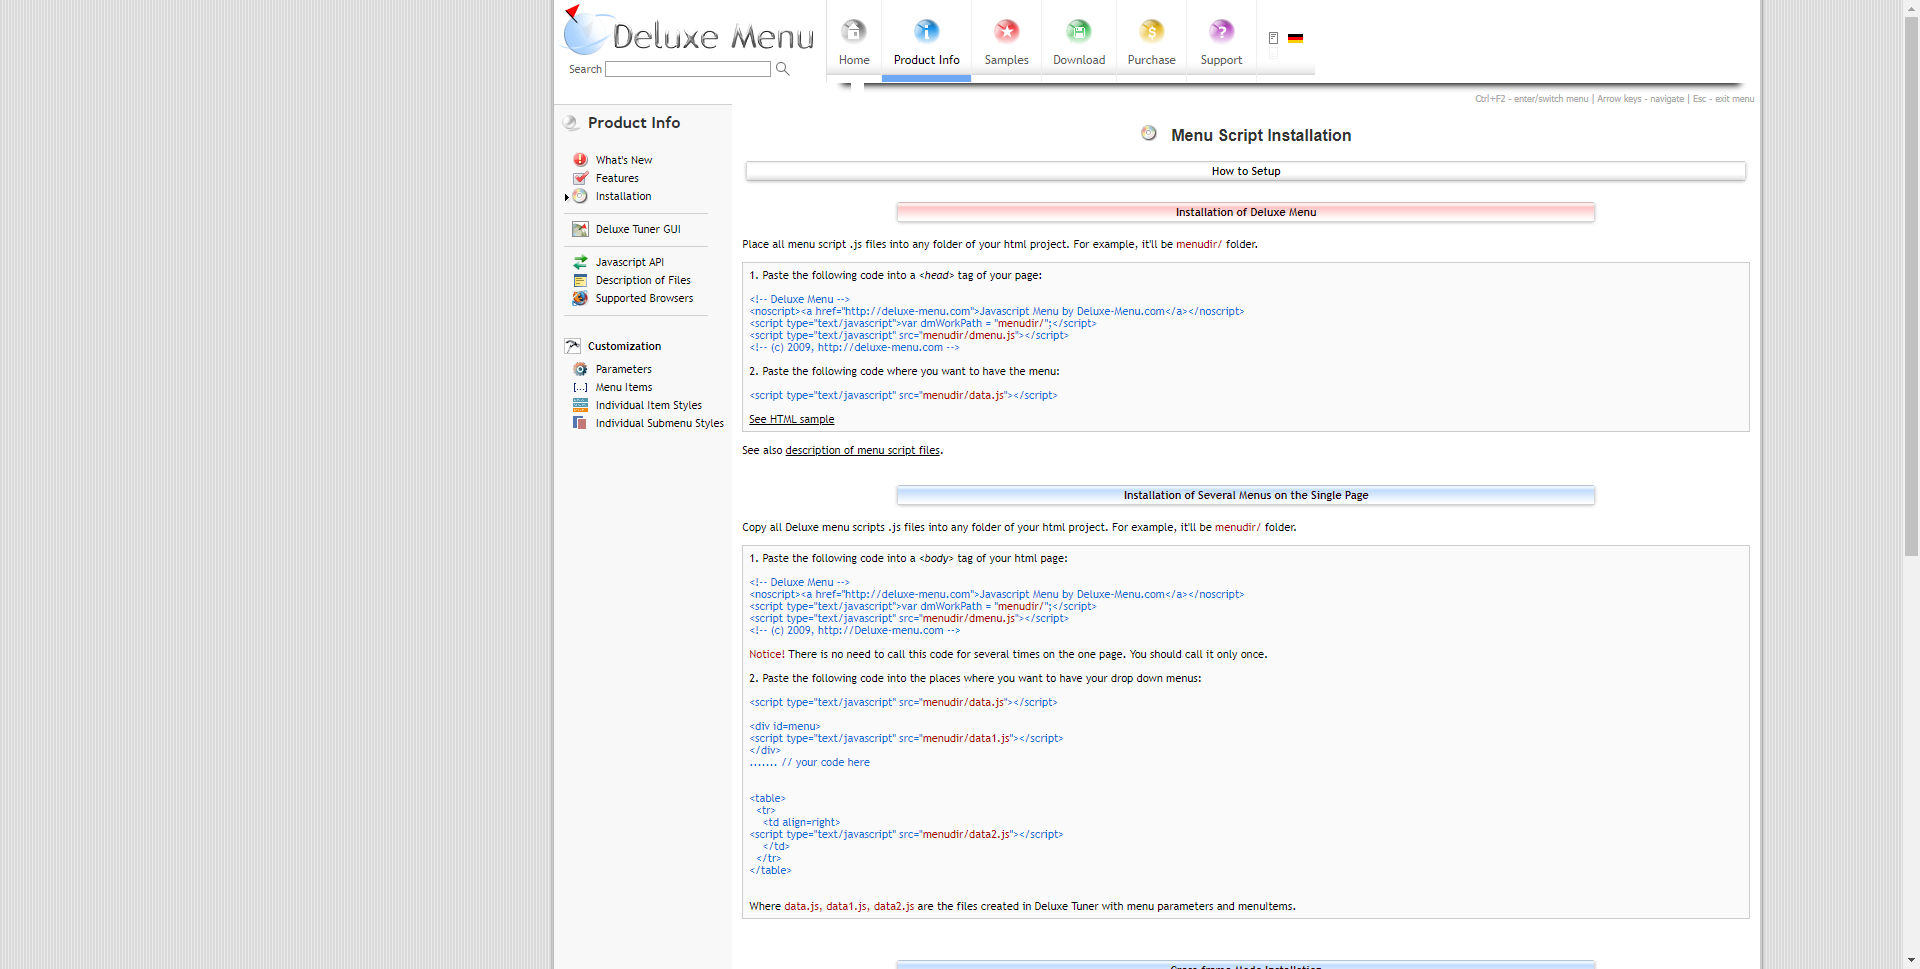 Deluxe Menu
Search
Home
Product Info
Samples
Download
Purchase
Support
Ctrl+F2 - enter/switch menu | Arrow keys - navigate | Esc - exit menu
Product Info
What's New
Features
Installation
Deluxe Tuner GUI
Javascript API
Description of Files
Supported Browsers
Customization
Parameters
[...] Menu Items
Individual Item Styles
Individual Submenu Styles
Menu Script Installation
How to Setup
Installation of Deluxe Menu
Place all menu script .js files into any folder of your html project. For example, it'll be menudir/ folder.
1. Paste the following code into a <head> tag of your page:
<!-- Deluxe Menu -->
<noscript><a href="http://deluxe-menu.com">Javascript Menu by Deluxe-Menu.com</a></noscript>
<script type="text/javascript">var dmWorkPath = "menudir/";</script>
<script type="text/javascript" src="menudir/dmenu.js"></script>
<!-- (c) 2009, http://deluxe-menu.com -->
2. Paste the following code where you want to have the menu:
<script type="text/javascript" src="menudir/data.js"></script>
See HTML sample
See also description of menu script files.
Installation of Several Menus on the Single Page
Copy all Deluxe menu scripts .js files into any folder of your html project. For example, it'll be menudir/ folder.
1. Paste the following code into a <body> tag of your html page:
<!-- Deluxe Menu -->
<noscript><a href="http://deluxe-menu.com">Javascript Menu by Deluxe-Menu.com</a></noscript>
<script type="text/javascript">var dmWorkPath = "menudir/";</script>
<script type="text/javascript" src="menudir/dmenu.js"></script>
<!-- (c) 2009, http://Deluxe-menu.com -->
Notice! There is no need to call this code for several times on the one page. You should call it only once.
2. Paste the following code into the places where you want to have your drop down menus:
<script type="text/javascript" src="menudir/data.js"></script>
<div id=menu>
<script type="text/javascript" src="menudir/data1.js"></script>
</div>
....... // your code here
<table>
<tr>
<td align=right>
<script type="text/javascript" src="menudir/data2.js"></script>
</td>
</tr>
</table>
Where data.js, data1.js, data2.js are the files created in Deluxe Tuner with menu parameters and menuItems.
Cross-frame Mode Installation